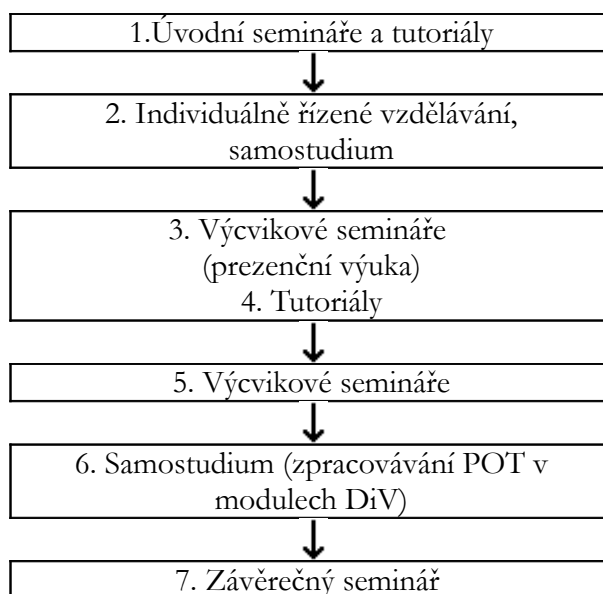 1.Úvodní semináře a tutoriály
2. Individuálně řízené vzdělávání,
samostudium
3. Výcvikové semináře
(prezenční výuka)
4. Tutoriály
5. Výcvikové semináře
6. Samostudium (zpracovávání POT v
modulech DiV)
7. Závěrečný seminář